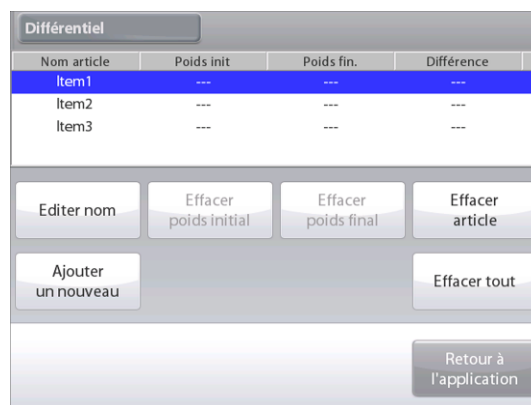 Différentiel
Nom article Poids init Poids fin. Différence
Item1 --- --- ---
Item2 --- --- ---
Item3 --- --- ---
Editer nom
Effacer
poids initial
Effacer
poids final
Effacer
article
Ajouter
un nouveau
Effacer tout
Retour à
l'application